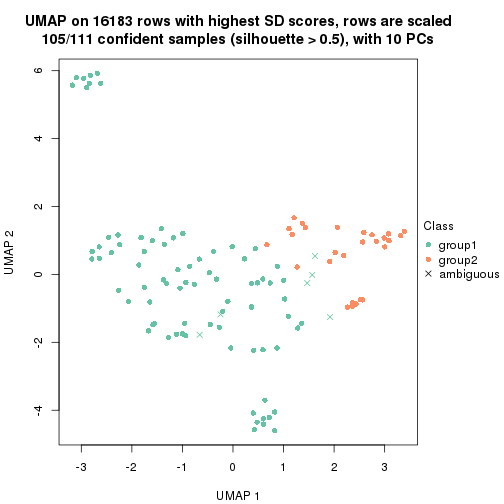 UMAP on 16183 rows with highest SD scores, rows are scaled
105/111 confident samples (silhouette > 0.5), with 10 PCs
6
4
2
0
-2
-4
UMAP 2
-3
-2
-1
0
1
2
3
UMAP 1
Class
group1
group2
ambiguous